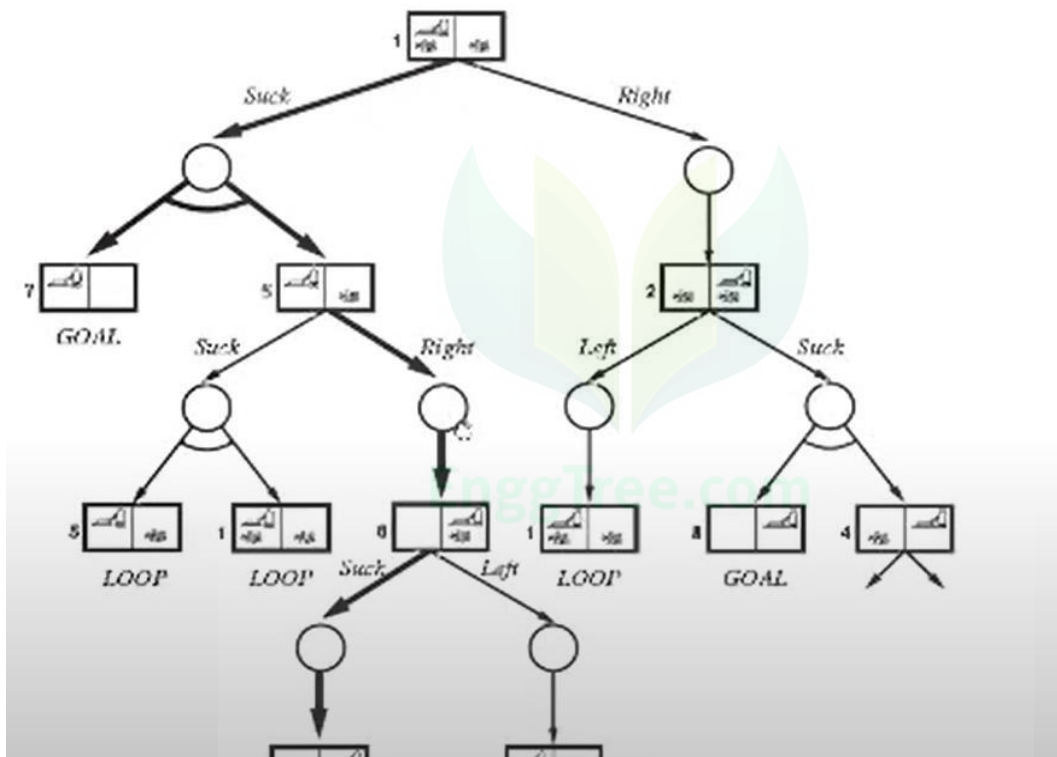 1
Suck Right
7 5 2
GOAL
Suck Right Left Suck
EnggTree.com
5 1 6 1 8 4
LOOP LOOP LOOP GOAL
Suck Left